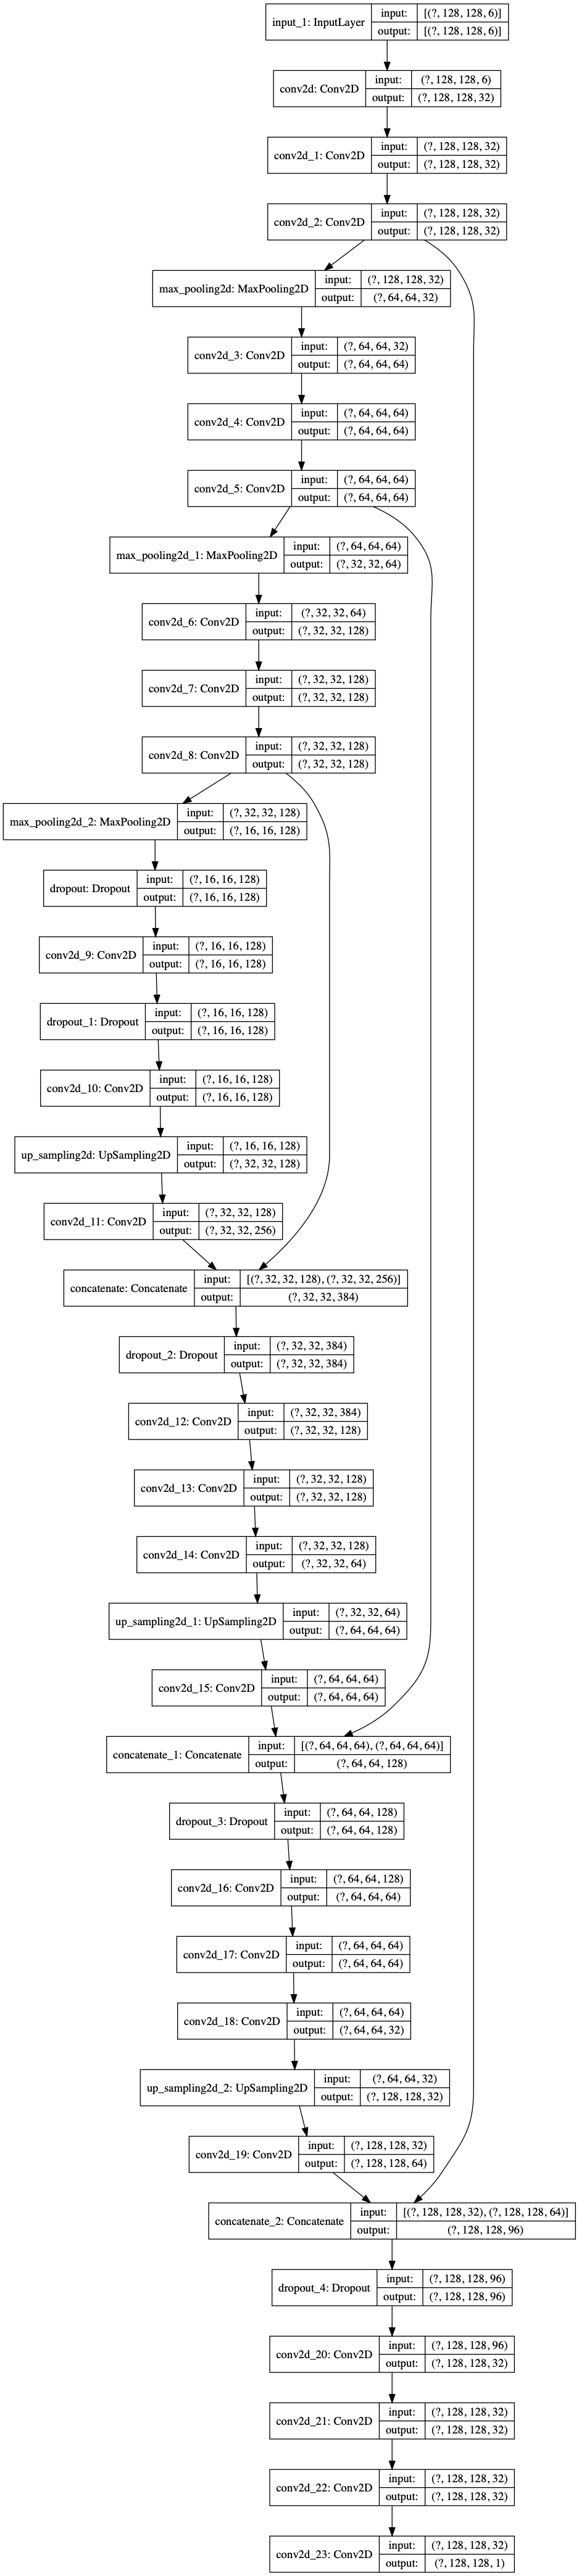 input_1: InputLayer
input: [(?, 128, 128, 6)]
output: [(?, 128, 128, 6)]
conv2d: Conv2D
input: (?, 128, 128, 6)
output: (?, 128, 128, 32)
conv2d_1: Conv2D
input: (?, 128, 128, 32)
output: (?, 128, 128, 32)
conv2d_2: Conv2D
input: (?, 128, 128, 32)
output: (?, 128, 128, 32)
max_pooling2d: MaxPooling2D
input: (?, 128, 128, 32)
output: (?, 64, 64, 32)
conv2d_3: Conv2D
input: (?, 64, 64, 32)
output: (?, 64, 64, 64)
conv2d_4: Conv2D
input: (?, 64, 64, 64)
output: (?, 64, 64, 64)
conv2d_5: Conv2D
input: (?, 64, 64, 64)
output: (?, 64, 64, 64)
max_pooling2d_1: MaxPooling2D
input: (?, 64, 64, 64)
output: (?, 32, 32, 64)
conv2d_6: Conv2D
input: (?, 32, 32, 64)
output: (?, 32, 32, 128)
conv2d_7: Conv2D
input: (?, 32, 32, 128)
output: (?, 32, 32, 128)
conv2d_8: Conv2D
input: (?, 32, 32, 128)
output: (?, 32, 32, 128)
max_pooling2d_2: MaxPooling2D
input: (?, 32, 32, 128)
output: (?, 16, 16, 128)
dropout: Dropout
input: (?, 16, 16, 128)
output: (?, 16, 16, 128)
conv2d_9: Conv2D
input: (?, 16, 16, 128)
output: (?, 16, 16, 128)
dropout_1: Dropout
input: (?, 16, 16, 128)
output: (?, 16, 16, 128)
conv2d_10: Conv2D
input: (?, 16, 16, 128)
output: (?, 16, 16, 128)
up_sampling2d: UpSampling2D
input: (?, 16, 16, 128)
output: (?, 32, 32, 128)
conv2d_11: Conv2D
input: (?, 32, 32, 128)
output: (?, 32, 32, 256)
concatenate: Concatenate
input: [(?, 32, 32, 128), (?, 32, 32, 256)]
output: (?, 32, 32, 384)
dropout_2: Dropout
input: (?, 32, 32, 384)
output: (?, 32, 32, 384)
conv2d_12: Conv2D
input: (?, 32, 32, 384)
output: (?, 32, 32, 128)
conv2d_13: Conv2D
input: (?, 32, 32, 128)
output: (?, 32, 32, 128)
conv2d_14: Conv2D
input: (?, 32, 32, 128)
output: (?, 32, 32, 64)
up_sampling2d_1: UpSampling2D
input: (?, 32, 32, 64)
output: (?, 64, 64, 64)
conv2d_15: Conv2D
input: (?, 64, 64, 64)
output: (?, 64, 64, 64)
concatenate_1: Concatenate
input: [(?, 64, 64, 64), (?, 64, 64, 64)]
output: (?, 64, 64, 128)
dropout_3: Dropout
input: (?, 64, 64, 128)
output: (?, 64, 64, 128)
conv2d_16: Conv2D
input: (?, 64, 64, 128)
output: (?, 64, 64, 64)
conv2d_17: Conv2D
input: (?, 64, 64, 64)
output: (?, 64, 64, 64)
conv2d_18: Conv2D
input: (?, 64, 64, 64)
output: (?, 64, 64, 32)
up_sampling2d_2: UpSampling2D
input: (?, 64, 64, 32)
output: (?, 128, 128, 32)
conv2d_19: Conv2D
input: (?, 128, 128, 32)
output: (?, 128, 128, 64)
concatenate_2: Concatenate
input: [(?, 128, 128, 32), (?, 128, 128, 64)]
output: (?, 128, 128, 96)
dropout_4: Dropout
input: (?, 128, 128, 96)
output: (?, 128, 128, 96)
conv2d_20: Conv2D
input: (?, 128, 128, 96)
output: (?, 128, 128, 32)
conv2d_21: Conv2D
input: (?, 128, 128, 32)
output: (?, 128, 128, 32)
conv2d_22: Conv2D
input: (?, 128, 128, 32)
output: (?, 128, 128, 32)
conv2d_23: Conv2D
input: (?, 128, 128, 32)
output: (?, 128, 128, 1)